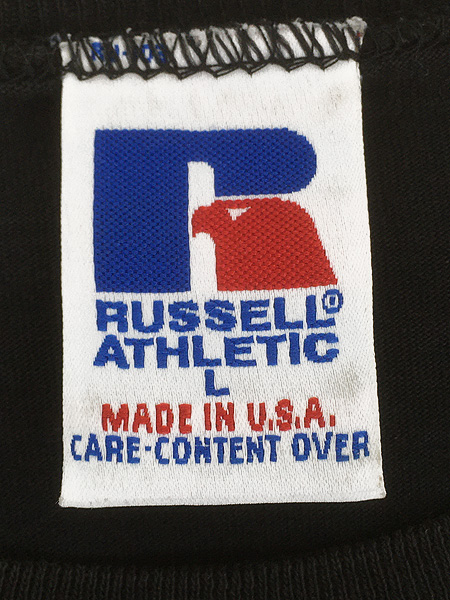 RUSSELL®
ATHLETIC
L
MADE IN U.S.A.
CARE-CONTENT OVER